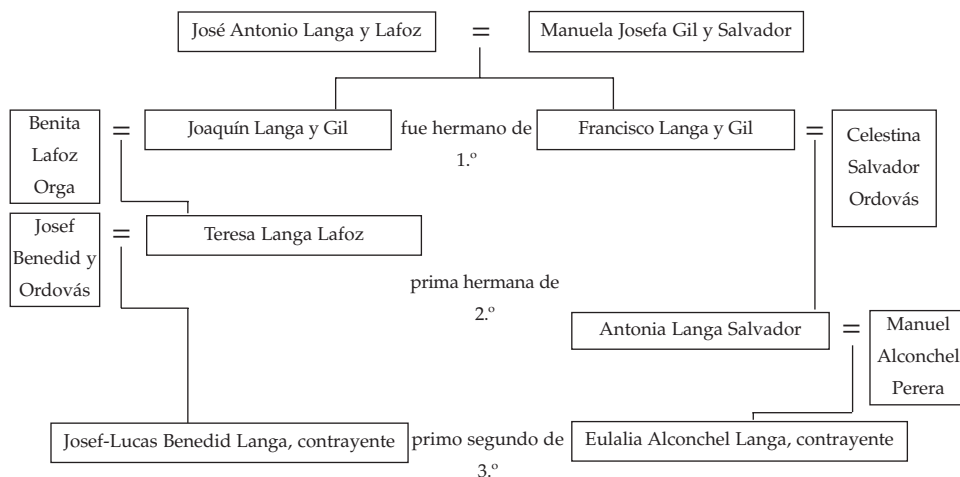 José Antonio Langa y Lafoz = Manuela Josefa Gil y Salvador
Benita
Lafoz
Orga
= Joaquín Langa y Gil fue hermano de Francisco Langa y Gil =
1.º
Celestina
Salvador
Ordovás
Josef
Benedid y
Ordovás
= Teresa Langa Lafoz
prima hermana de
2.º
Antonia Langa Salvador =
Manuel
Alconchel
Perera
Josef-Lucas Benedid Langa, contrayente primo segundo de Eulalia Alconchel Langa, contrayente
3.º